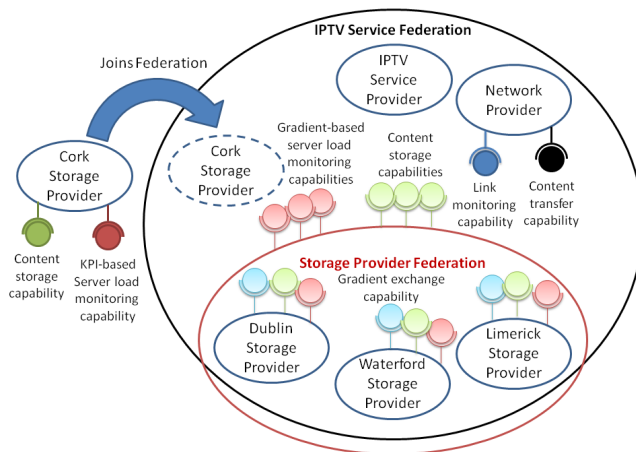 IPTV Service Federation
Joins Federation
IPTV
Service
Provider
Network
Provider
Cork
Storage
Provider
Cork
Storage
Provider
Gradient-based
server load
monitoring
capabilities
Content
storage
capabilities
Link
monitoring
capability
Content
transfer
capability
Content
storage
capability
KPI-based
Server load
monitoring
capability
Storage Provider Federation
Gradient exchange
capability
Dublin
Storage
Provider
Waterford
Storage
Provider
Limerick
Storage
Provider